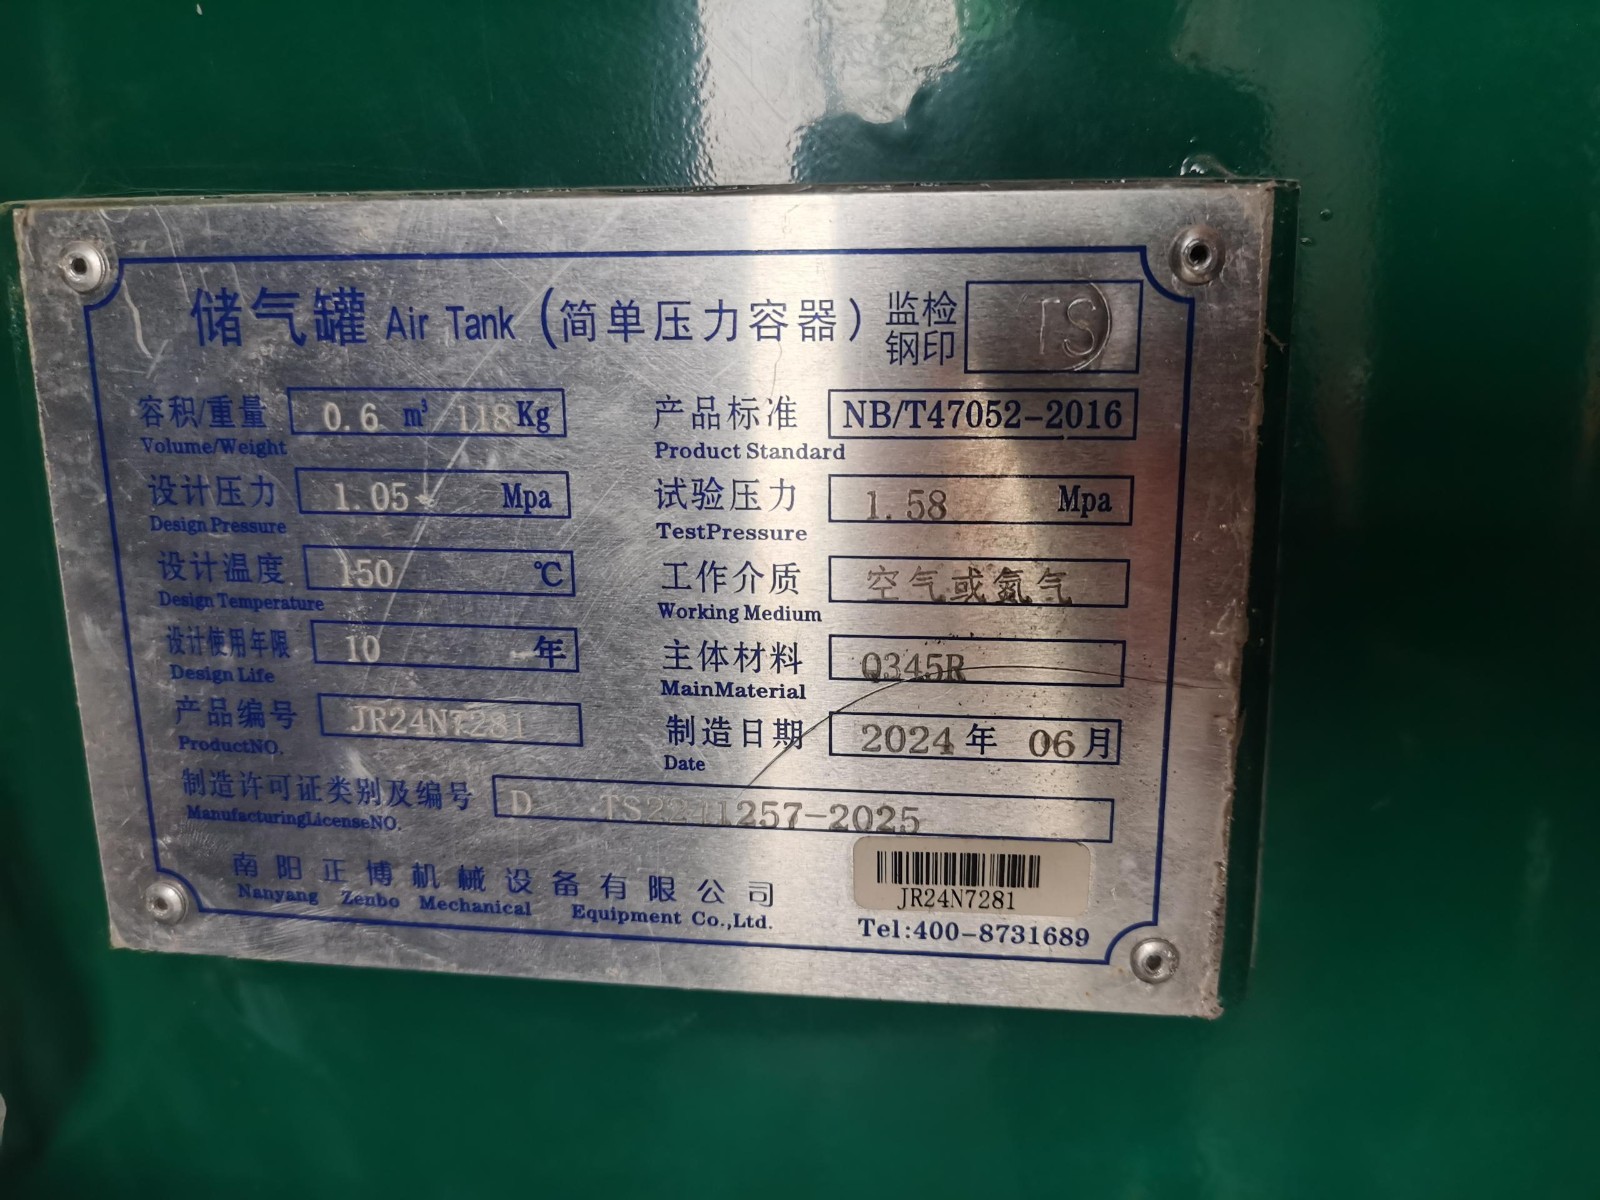 储气罐 Air Tank (简单压力容器) 监检钢印 TS
容积/重量 0.6 m³ 118Kg 产品标准 NB/T47052-2016
Volume/Weight Product Standard
设计压力 1.05 Mpa 试验压力 1.58 Mpa
Design Pressure TestPressure
设计温度 150 ℃ 工作介质 空气或氮气
Design Temperature Working Medium
设计使用年限 10 年 主体材料 Q345R
Design Life MainMaterial
产品编号 JR24N7281 制造日期 2024年 06月
ProductNO. Date
制造许可证类别及编号 D TS2241257-2025
ManufacturingLicenseNO.
南阳正博机械设备有限公司
Nanyang Zenbo Mechanical Equipment Co.,Ltd.
JR24N7281
Tel:400-8731689